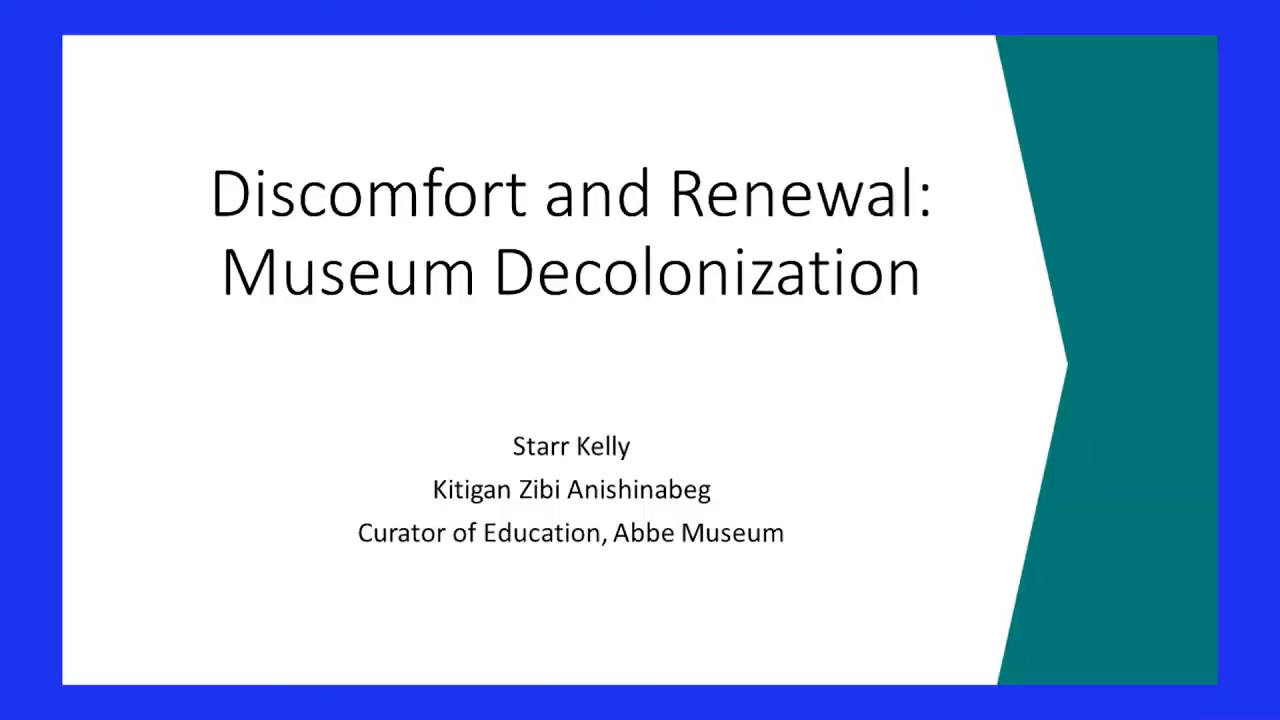 Discomfort and Renewal:
Museum Decolonization
Starr Kelly
Kitigan Zibi Anishinabeg
Curator of Education, Abbe Museum